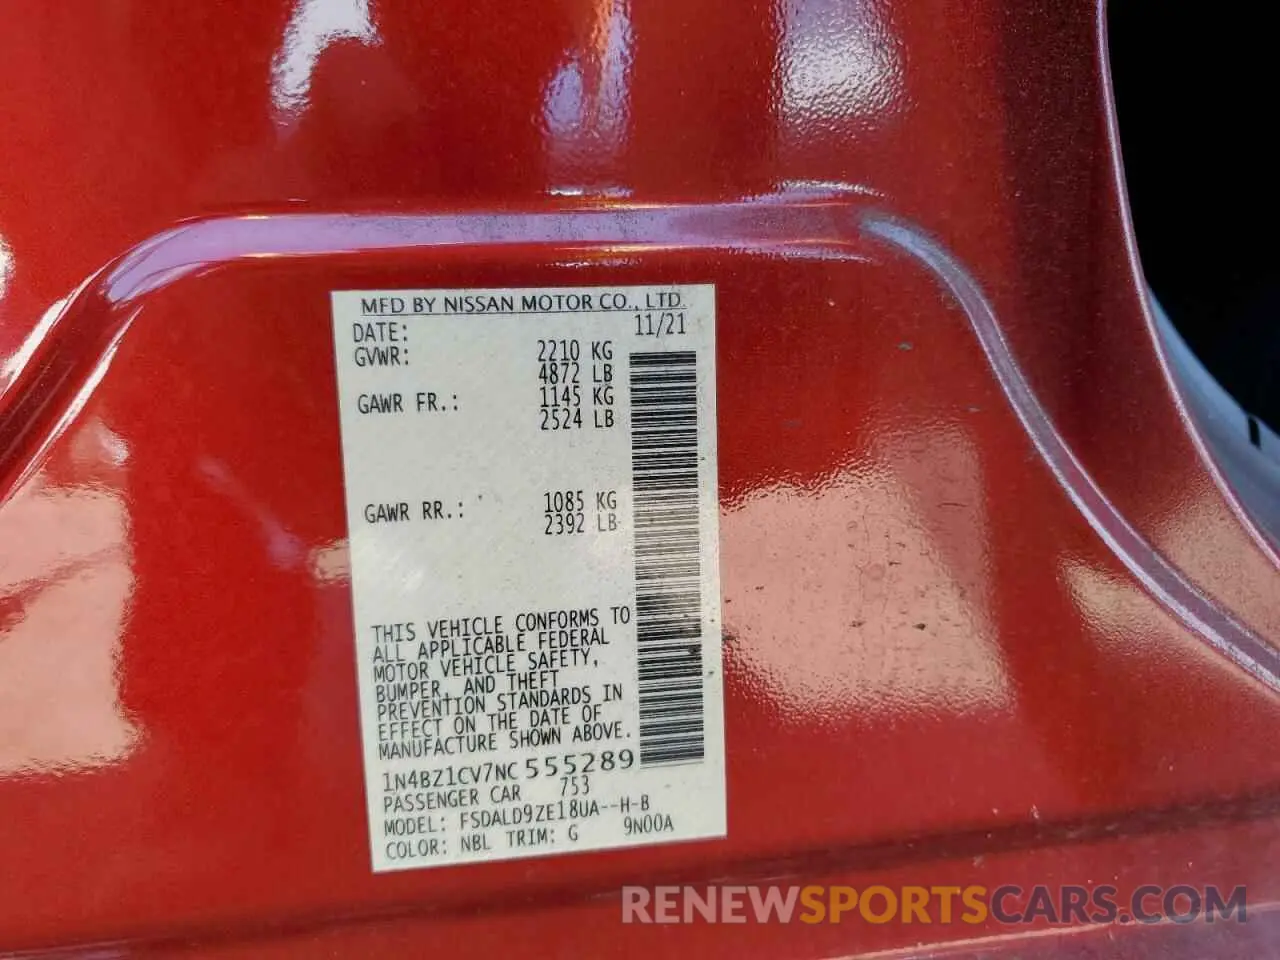 MFD BY NISSAN MOTOR CO., LTD.
DATE: 11/21
GVWR: 2210 KG
4872 LB
GAWR FR.: 1145 KG
2524 LB
GAWR RR.: 1085 KG
2392 LB
THIS VEHICLE CONFORMS TO
ALL APPLICABLE FEDERAL
MOTOR VEHICLE SAFETY,
BUMPER, AND THEFT
PREVENTION STANDARDS IN
EFFECT ON THE DATE OF
MANUFACTURE SHOWN ABOVE.
1N4BZ1CV7NC555289
PASSENGER CAR 753
MODEL: FSDALD9ZE18UA--H-B
COLOR: NBL TRIM: G 9N00A
RENEWSPORTSCARS.COM